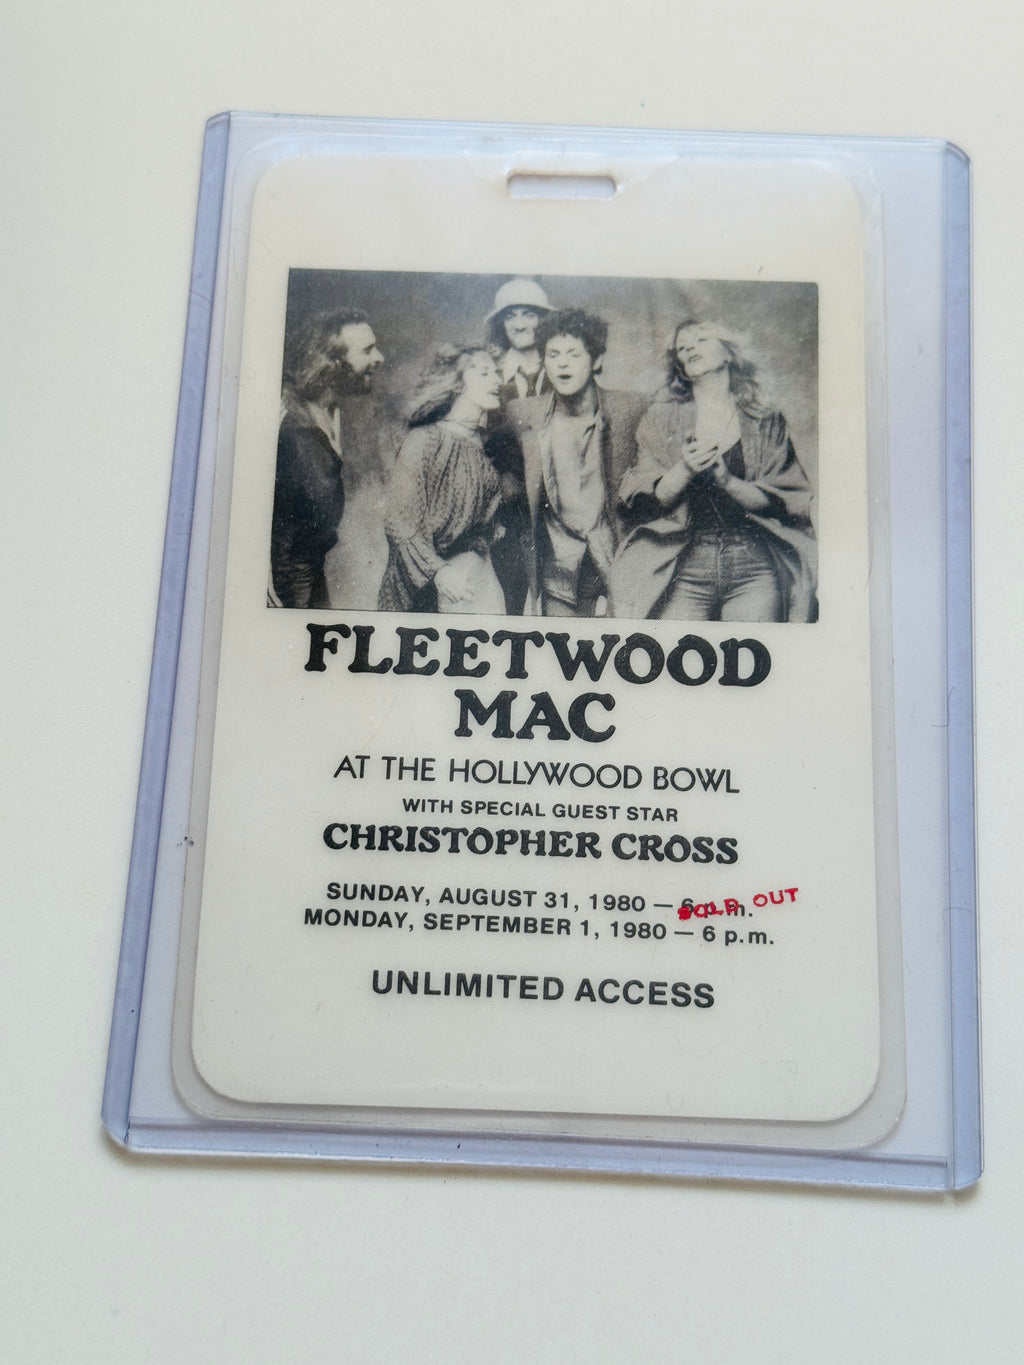 FLEETWOOD
MAC
AT THE HOLLYWOOD BOWL
WITH SPECIAL GUEST STAR
CHRISTOPHER CROSS
SUNDAY, AUGUST 31, 1980 — 6 p.m.
SOLD OUT
MONDAY, SEPTEMBER 1, 1980 — 6 p.m.
UNLIMITED ACCESS